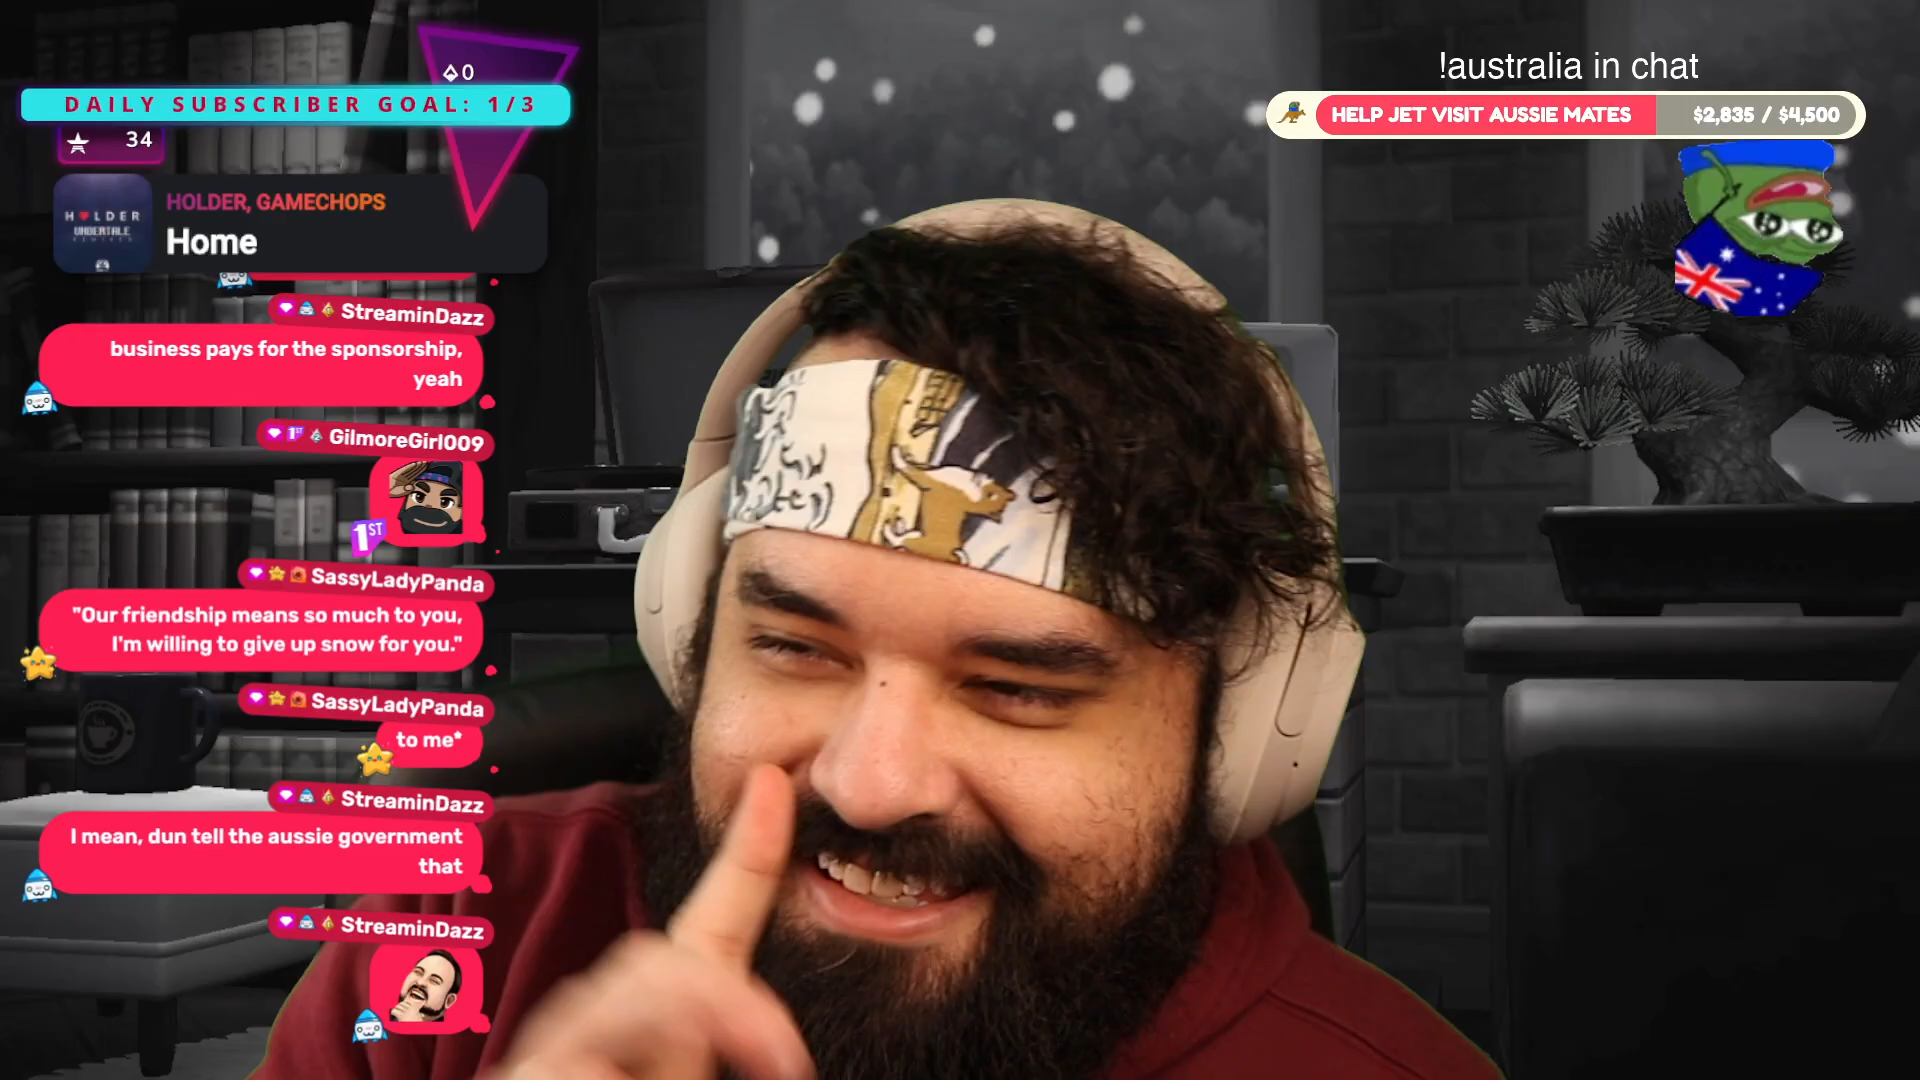 0
DAILY SUBSCRIBER GOAL: 1/3
34
HOLDER, GAMECHOPS
Home
H♥LDER
UNDERTALE
REMIXES
StreaminDazz
business pays for the sponsorship,
yeah
GilmoreGirl009
1ST
SassyLadyPanda
"Our friendship means so much to you,
I'm willing to give up snow for you."
SassyLadyPanda
to me*
StreaminDazz
I mean, dun tell the aussie government
that
StreaminDazz
!australia in chat
HELP JET VISIT AUSSIE MATES
$2,835 / $4,500